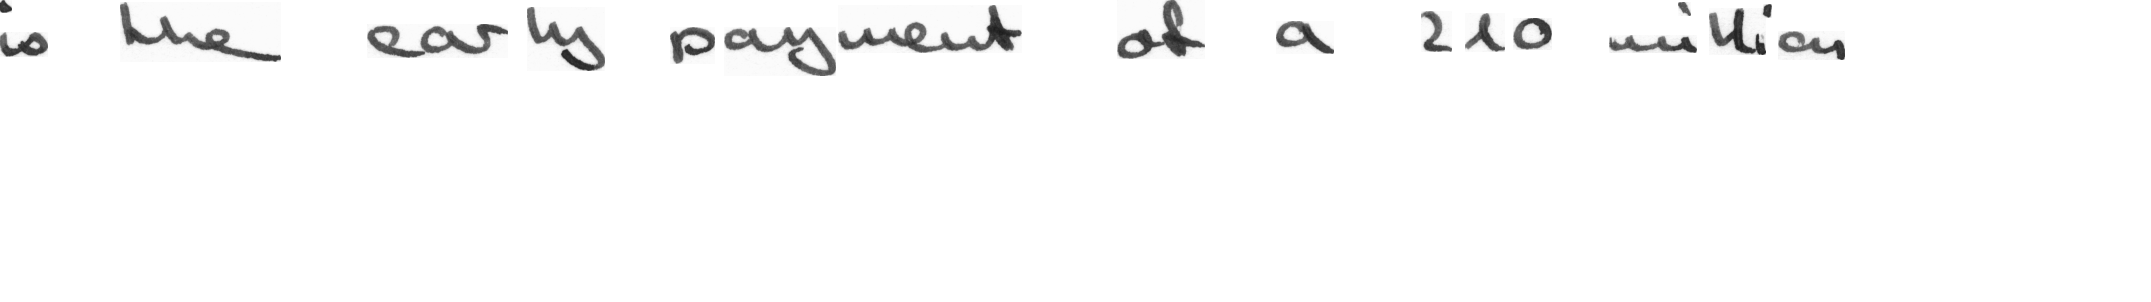 is the early payment of a 210 million